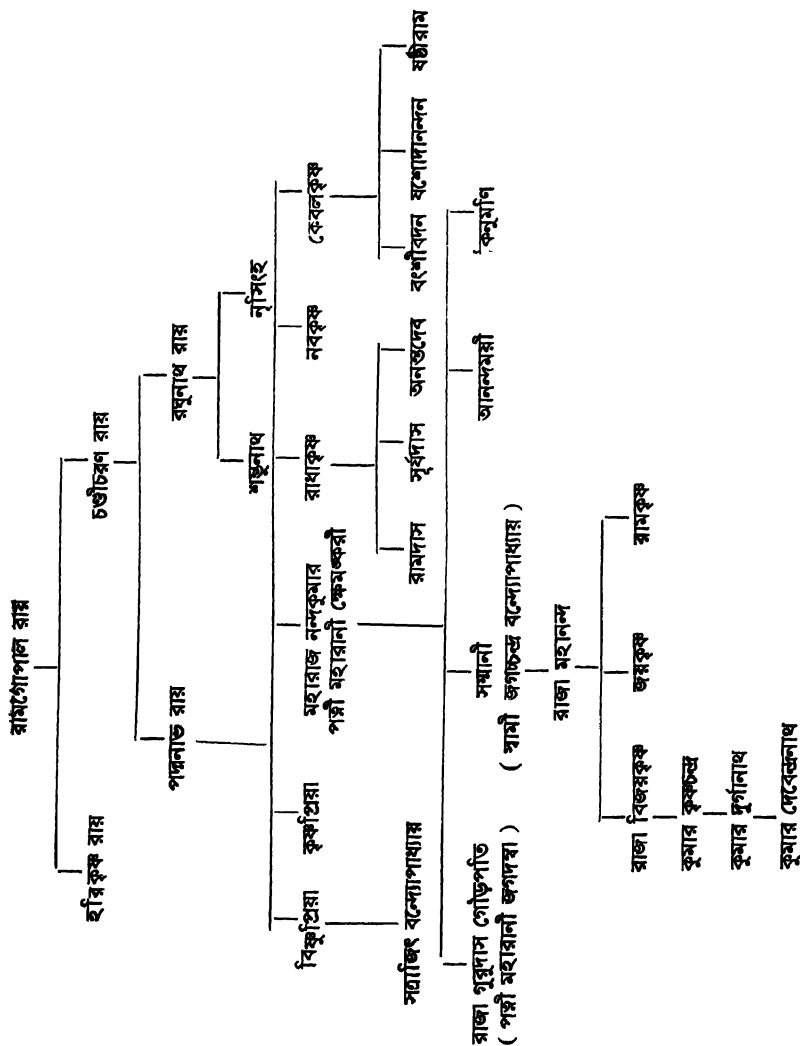 রামগোপাল রায়
হরিকৃষ্ণ রায়
চণ্ডীচরণ রায়
পদ্মনাভ রায়
রঘুনাথ রায়
শম্ভুনাথ
নৃসিংহ
বিষ্ণুপ্রিয়া
কৃষ্ণপ্রিয়া
মহারাজ নন্দকুমার
পত্নী মহারানী ক্ষেমঙ্করী
রাধাকৃষ্ণ
নবকৃষ্ণ
কেবলকৃষ্ণ
সত্রাজিৎ বন্দ্যোপাধ্যায়
রামদাস
সূর্যদাস
অনন্তদেব
বংশীবদন
যশোদানন্দন
ষষ্ঠীরাম
রাজা গুরুদাস গৌড়পতি
( পত্নী মহারানী জগদম্বা )
সম্মানী
( স্বামী জগচ্চন্দ্র বন্দ্যোপাধ্যায় )
আনন্দময়ী
কিনুমণি
রাজা মহানন্দ
রাজা বিজয়কৃষ্ণ
জয়কৃষ্ণ
রামকৃষ্ণ
কুমার কৃষ্ণচন্দ্র
কুমার দুর্গানাথ
কুমার দেবেন্দ্রনাথ